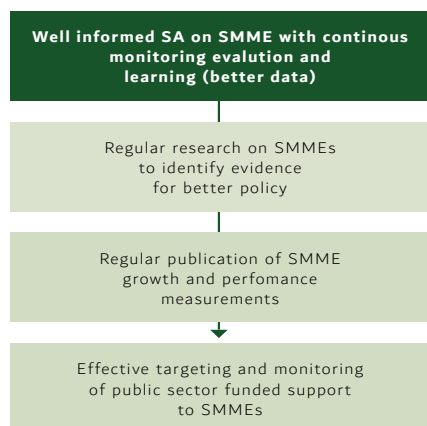 Well informed SA on SMME with continous
monitoring evalution and
learning (better data)
Regular research on SMMEs
to identify evidence
for better policy
Regular publication of SMME
growth and perfomance
measurements
Effective targeting and monitoring
of public sector funded support
to SMMEs